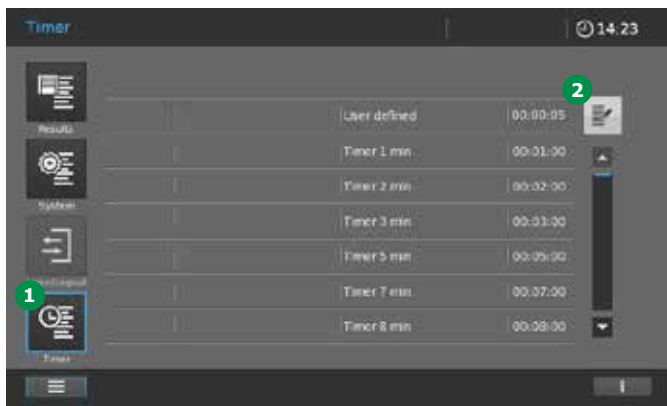 Timer
14:23
2
Results
User defined 00:00:05
Timer 1 min 00:01:00
System
Timer 2 min 00:02:00
Timer 3 min 00:03:00
Timer 5 min 00:05:00
1
Timer 7 min 00:07:00
Timer 8 min 00:08:00
Timer
i